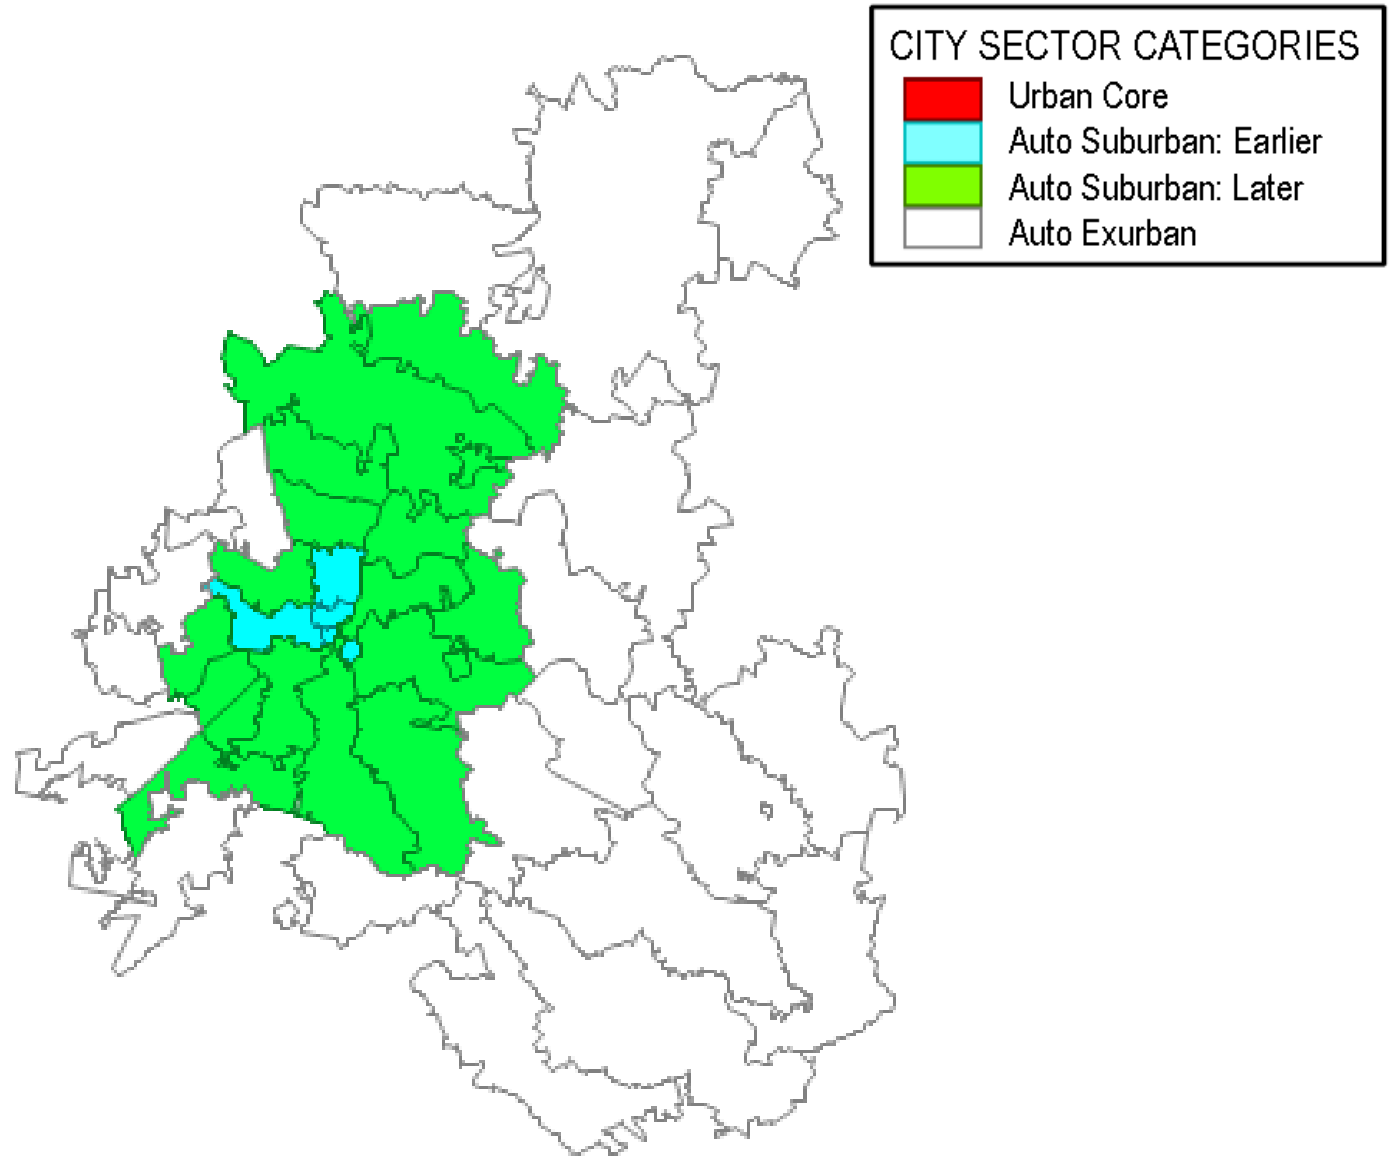 CITY SECTOR CATEGORIES
Urban Core
Auto Suburban: Earlier
Auto Suburban: Later
Auto Exurban